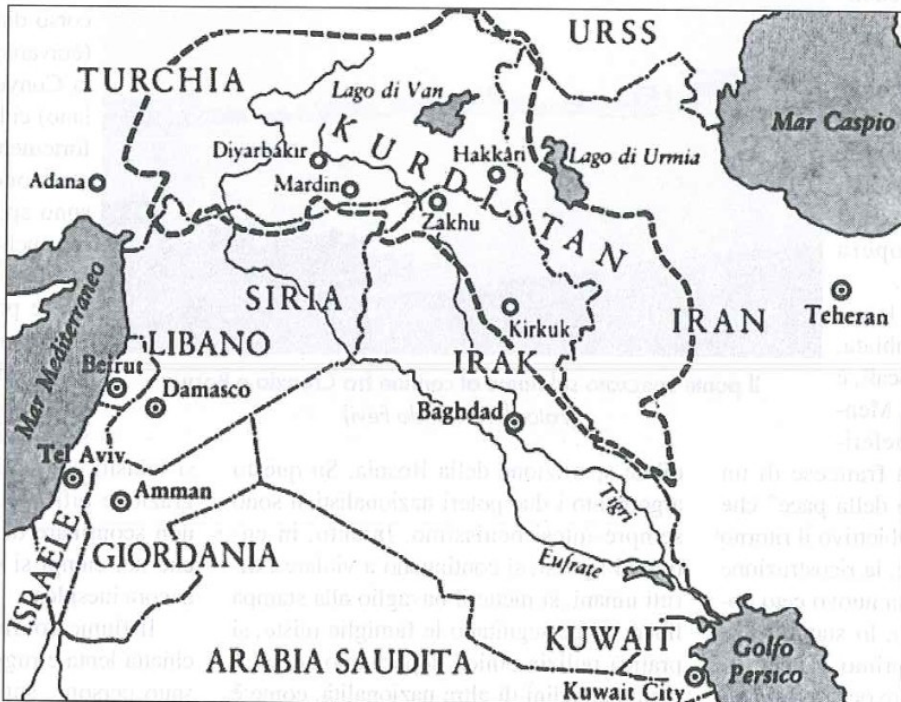 URSS
TURCHIA
Lago di Van
Mar Caspio
KURDISTAN
Diyarbakır
Hakkâri
Lago di Urmia
Adana
Mardin
Zakhu
SIRIA
Kirkuk
IRAN
Teheran
Mar Mediterraneo
LIBANO
IRAK
Beirut
Damasco
Baghdad
Tel Aviv
Amman
Tigri
ISRAELE
GIORDANIA
Eufrate
KUWAIT
Golfo
Persico
ARABIA SAUDITA
Kuwait City